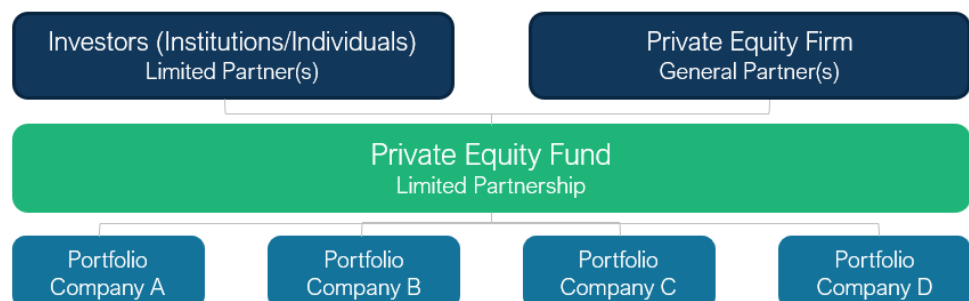 Investors (Institutions/Individuals)
Limited Partner(s)
Private Equity Firm
General Partner(s)
Private Equity Fund
Limited Partnership
Portfolio
Company A
Portfolio
Company B
Portfolio
Company C
Portfolio
Company D